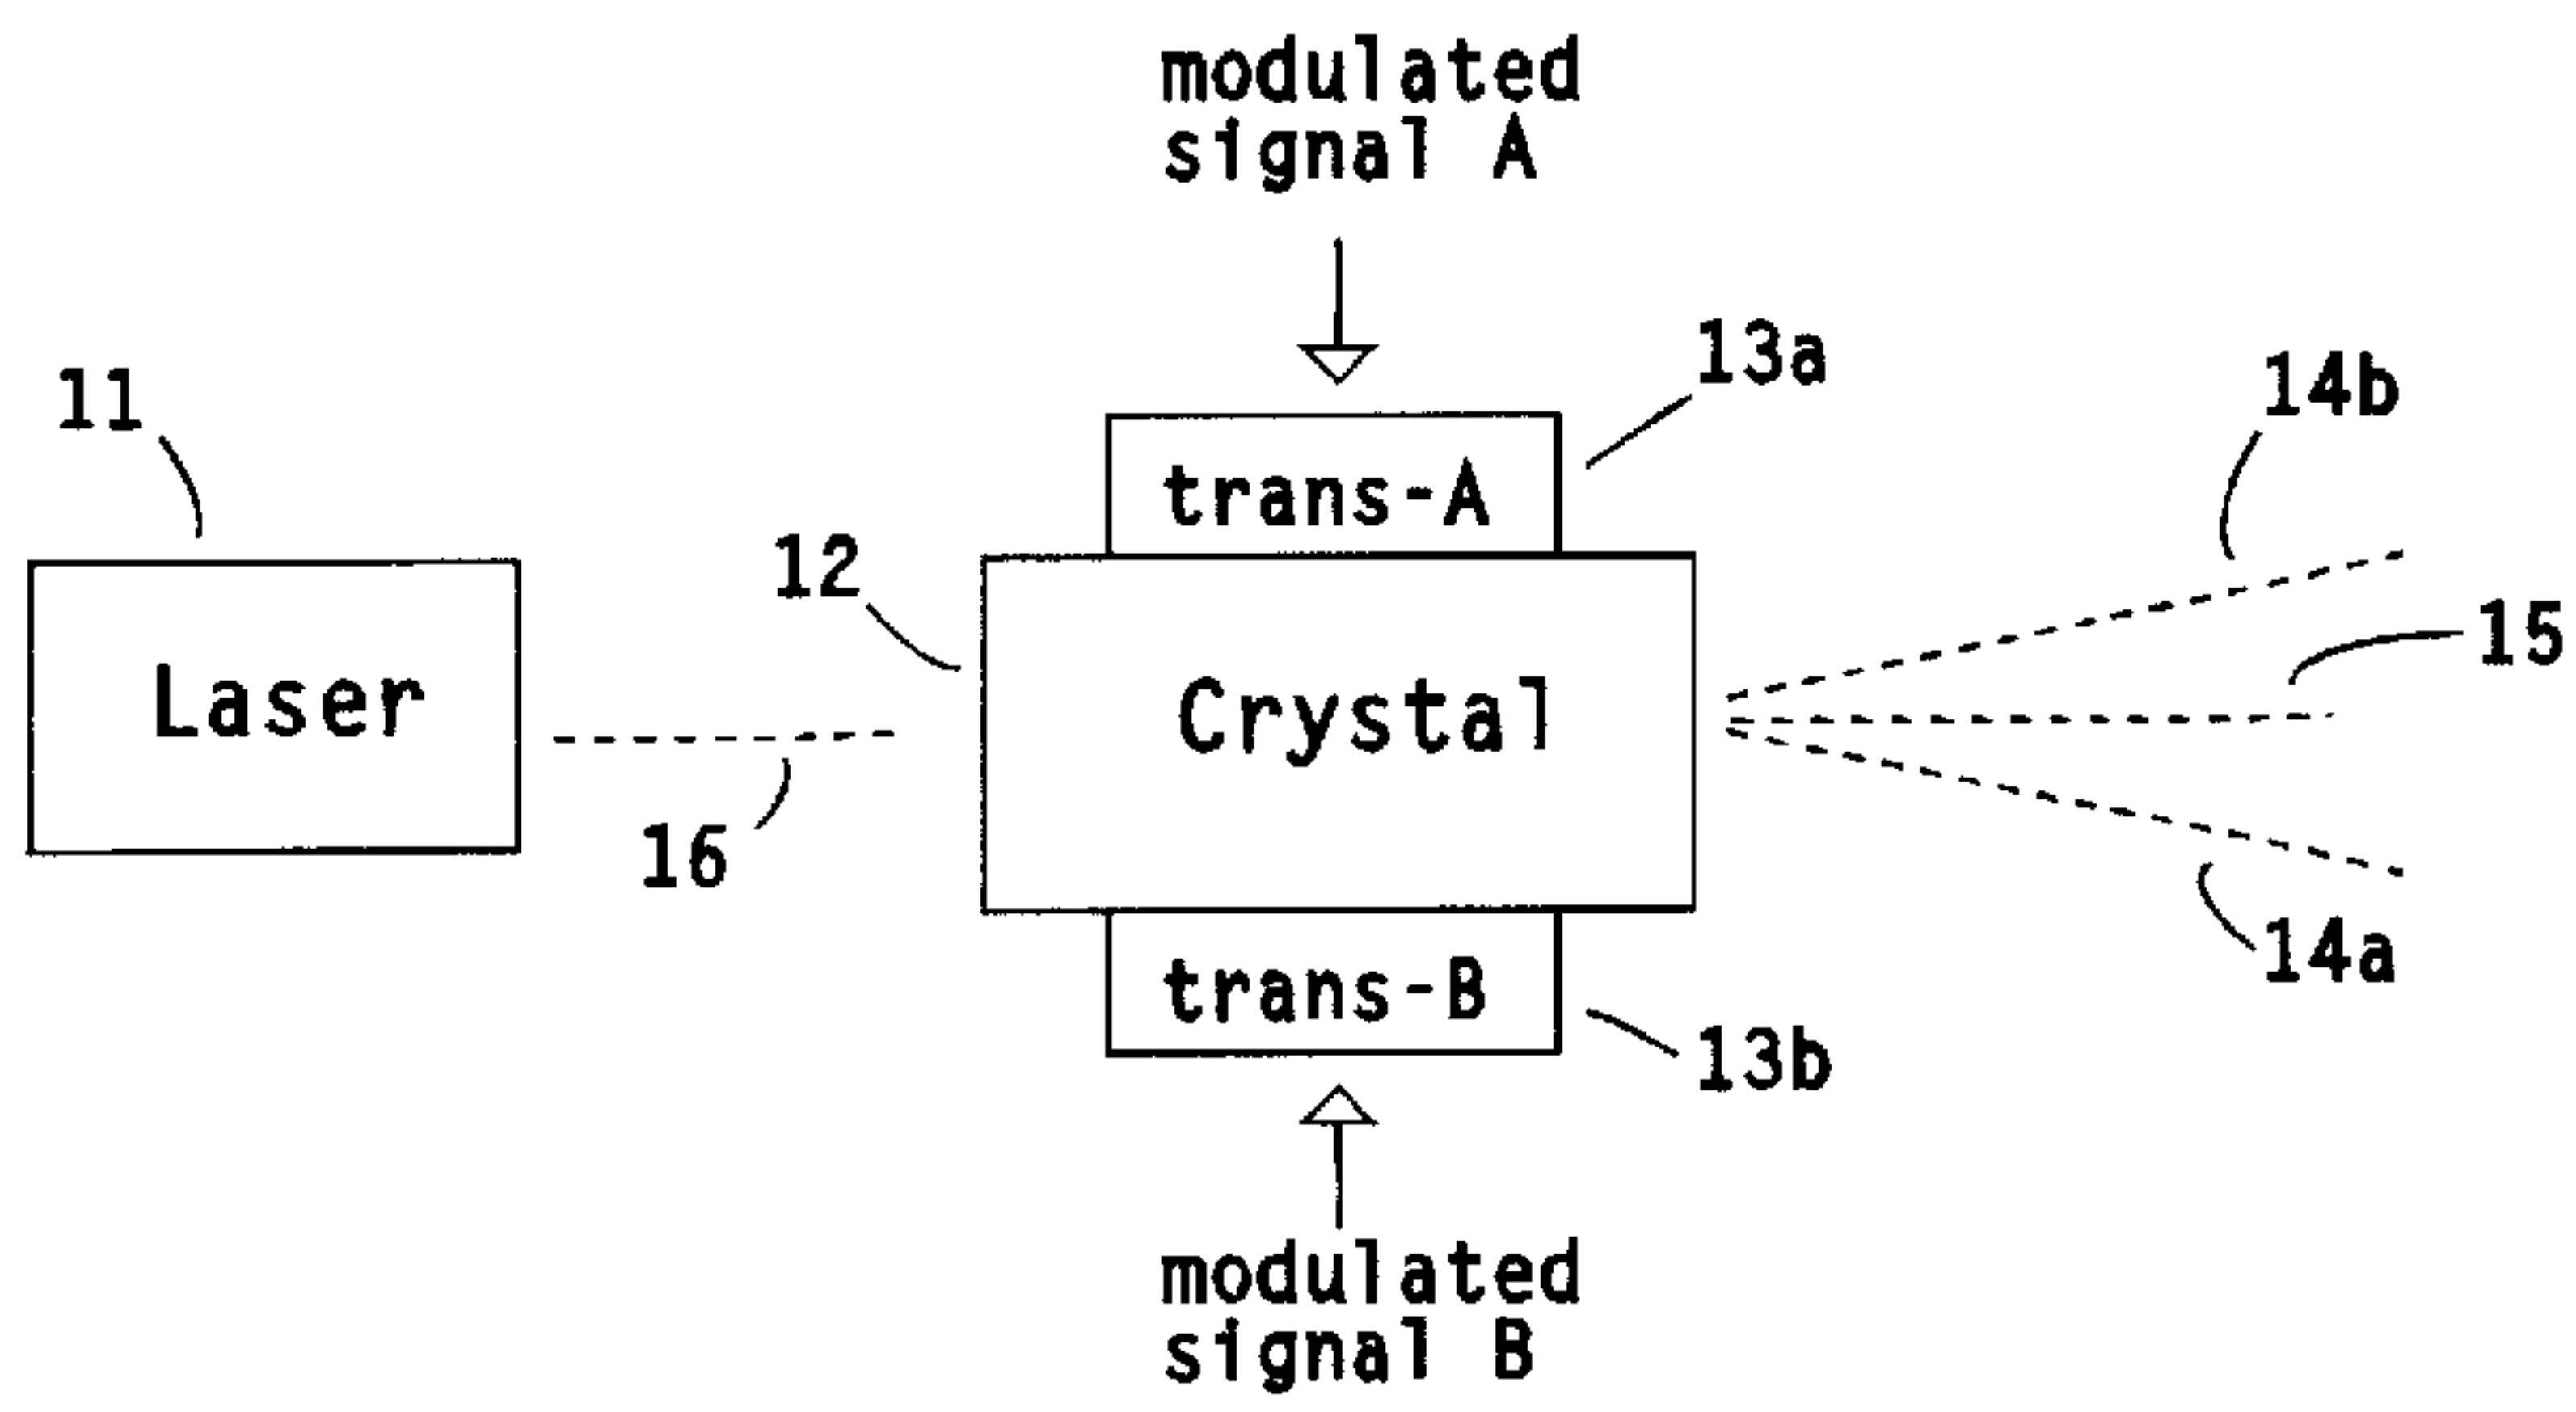 modulated
signal A
13a
14b
11
trans-A
12
15
Laser
Crystal
16
14a
trans-B
13b
modulated
signal B